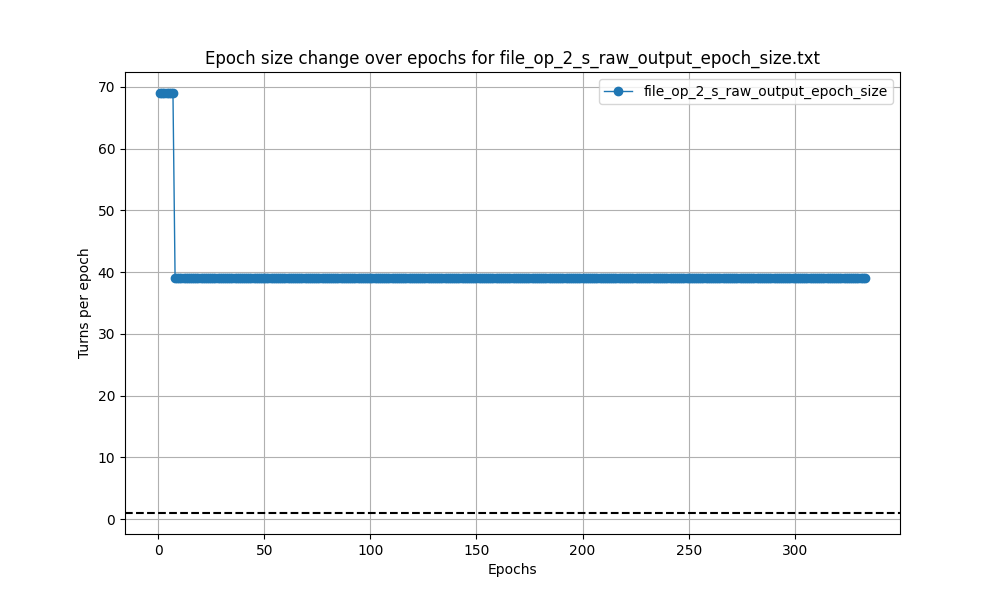 Epoch size change over epochs for file_op_2_s_raw_output_epoch_size.txt
file_op_2_s_raw_output_epoch_size
Turns per epoch
70
60
50
40
30
20
10
0
0 50 100 150 200 250 300
Epochs